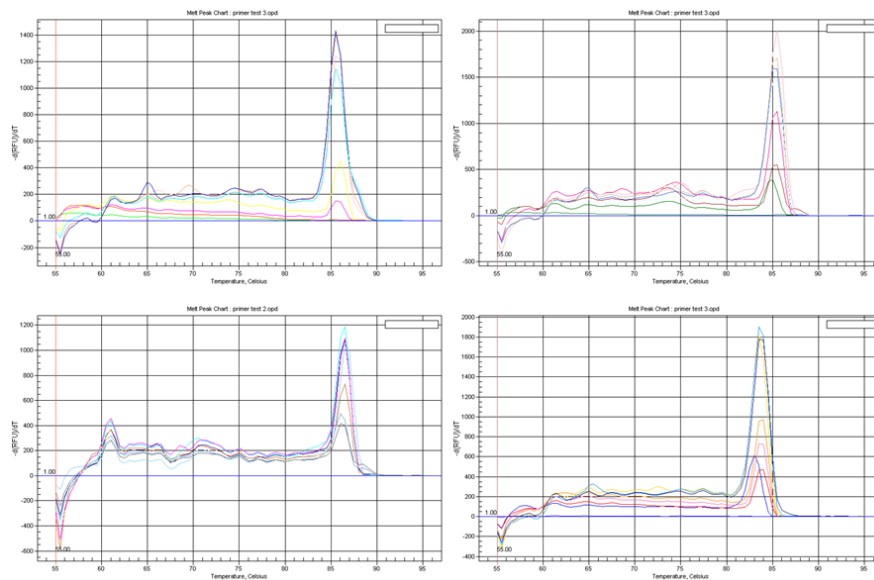 Melt Peak Chart : primer test 3.opd
1400
1200
1000
800
600
400
200
0
-200
-400
-d(RFU)/dT
1.00
55.00
55 60 65 70 75 80 85 90 95
Temperature, Celsius
Melt Peak Chart : primer test 3.opd
2000
1500
1000
500
0
-500
-d(RFU)/dT
1.00
55.00
55 60 65 70 75 80 85 90 95
Temperature, Celsius
Melt Peak Chart : primer test 2.opd
1200
1000
800
600
400
200
0
-200
-400
-600
-d(RFU)/dT
1.00
55.00
55 60 65 70 75 80 85 90 95
Temperature, Celsius
Melt Peak Chart : primer test 3.opd
2000
1800
1600
1400
1200
1000
800
600
400
200
0
-200
-400
-d(RFU)/dT
1.00
55.00
55 60 65 70 75 80 85 90 95
Temperature, Celsius